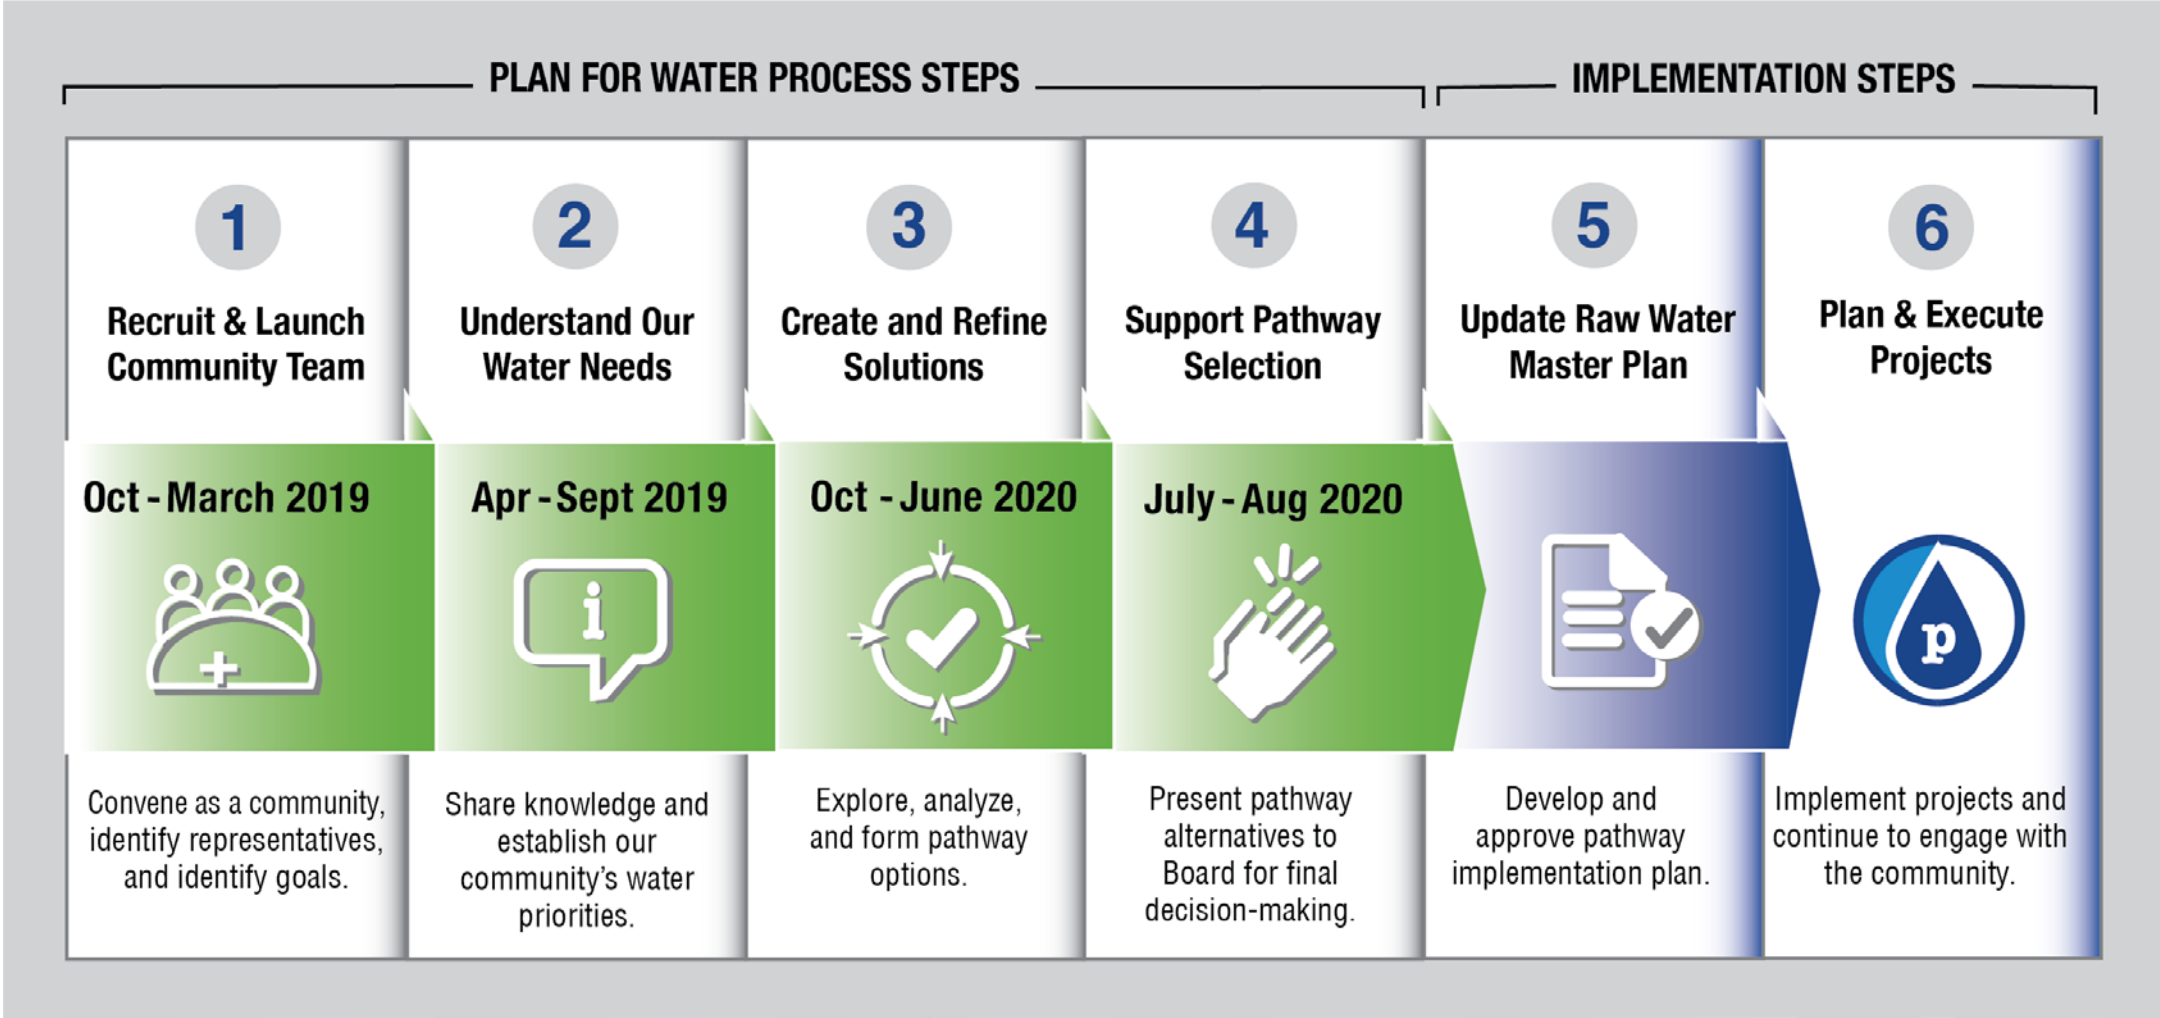 PLAN FOR WATER PROCESS STEPS
IMPLEMENTATION STEPS
1
Recruit & Launch
Community Team
Oct - March 2019
Convene as a community,
identify representatives,
and identify goals.
2
Understand Our
Water Needs
Apr - Sept 2019
i
Share knowledge and
establish our
community's water
priorities.
3
Create and Refine
Solutions
Oct - June 2020
Explore, analyze,
and form pathway
options.
4
Support Pathway
Selection
July - Aug 2020
Present pathway
alternatives to
Board for final
decision-making.
5
Update Raw Water
Master Plan
Develop and
approve pathway
implementation plan.
6
Plan & Execute
Projects
p
Implement projects and
continue to engage with
the community.